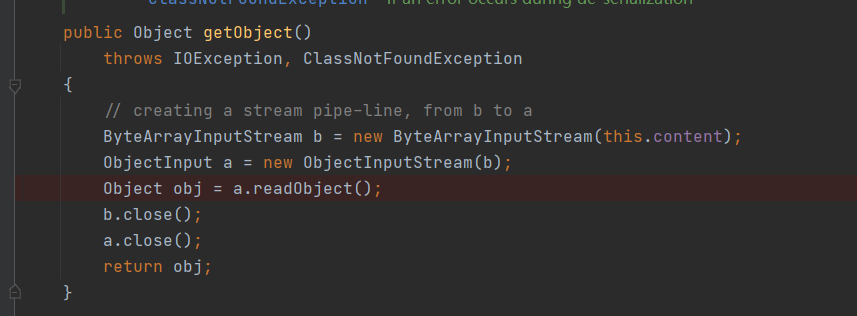 ClassNotFoundException if an error occurs during de-serialization
public Object getObject()
throws IOException, ClassNotFoundException
{
// creating a stream pipe-line, from b to a
ByteArrayInputStream b = new ByteArrayInputStream(this.content);
ObjectInput a = new ObjectInputStream(b);
Object obj = a.readObject();
b.close();
a.close();
return obj;
}